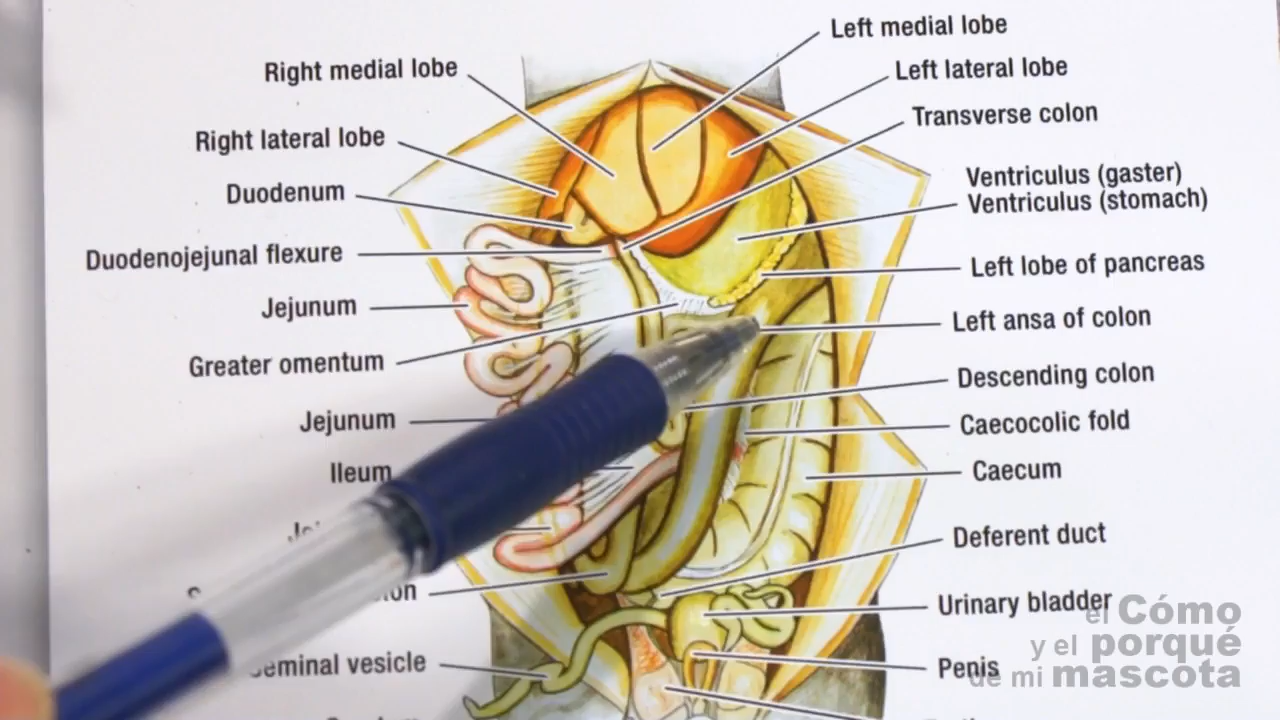 Left medial lobe
Right medial lobe
Left lateral lobe
Transverse colon
Right lateral lobe
Ventriculus (gaster)
Ventriculus (stomach)
Duodenum
Duodenojejunal flexure
Left lobe of pancreas
Jejunum
Left ansa of colon
Greater omentum
Descending colon
Jejunum
Caecocolic fold
Ileum
Caecum
Deferent duct
Urinary bladder
seminal vesicle
Penis
el Cómo
y el porqué
de mi mascota